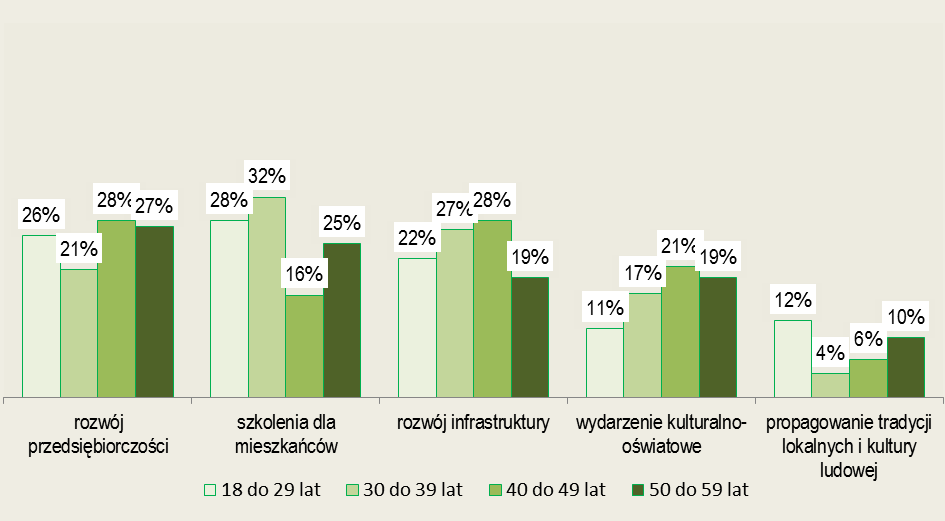 26%
21%
28%
27%
28%
32%
16%
25%
22%
27%
28%
19%
11%
17%
21%
19%
12%
4%
6%
10%
rozwój
przedsiębiorczości
szkolenia dla
mieszkańców
rozwój infrastruktury
wydarzenie kulturalno-
oświatowe
propagowanie tradycji
lokalnych i kultury
ludowej
18 do 29 lat
30 do 39 lat
40 do 49 lat
50 do 59 lat